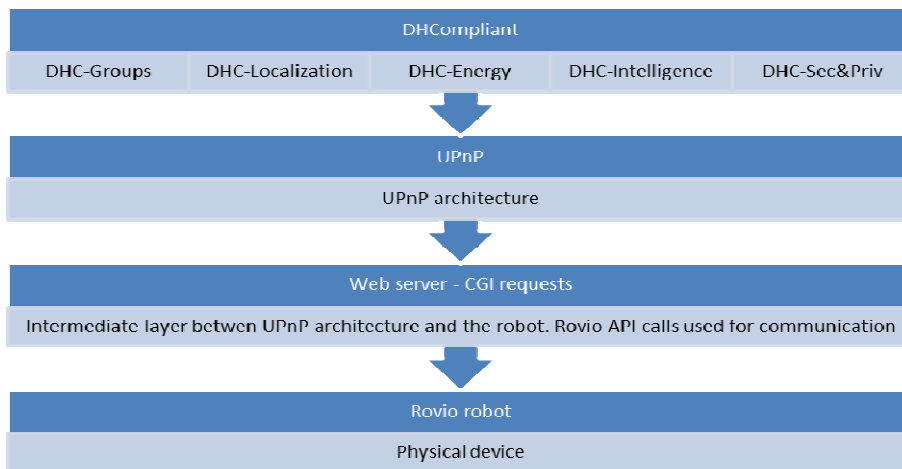 DHCompliant
DHC-Groups DHC-Localization DHC-Energy DHC-Intelligence DHC-Sec&Priv
UPnP
UPnP architecture
Web server - CGI requests
Intermediate layer betwen UPnP architecture and the robot. Rovio API calls used for communication
Rovio robot
Physical device